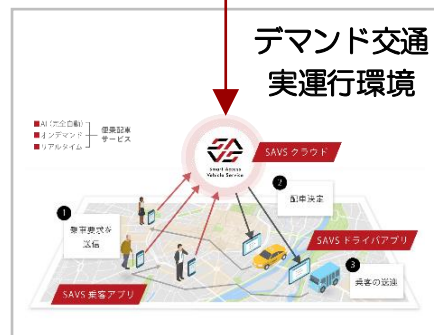 デマンド交通
実運行環境
■AI(完全自動)
■オンデマンド
■リアルタイム
便乗配車
サービス
SAVS
Smart Access
Vehicle Service
SAVS クラウド
1
乗車要求を
送信
2
配車決定
SAVS ドライバアプリ
3
乗客の送迎
SAVS 乗客アプリ